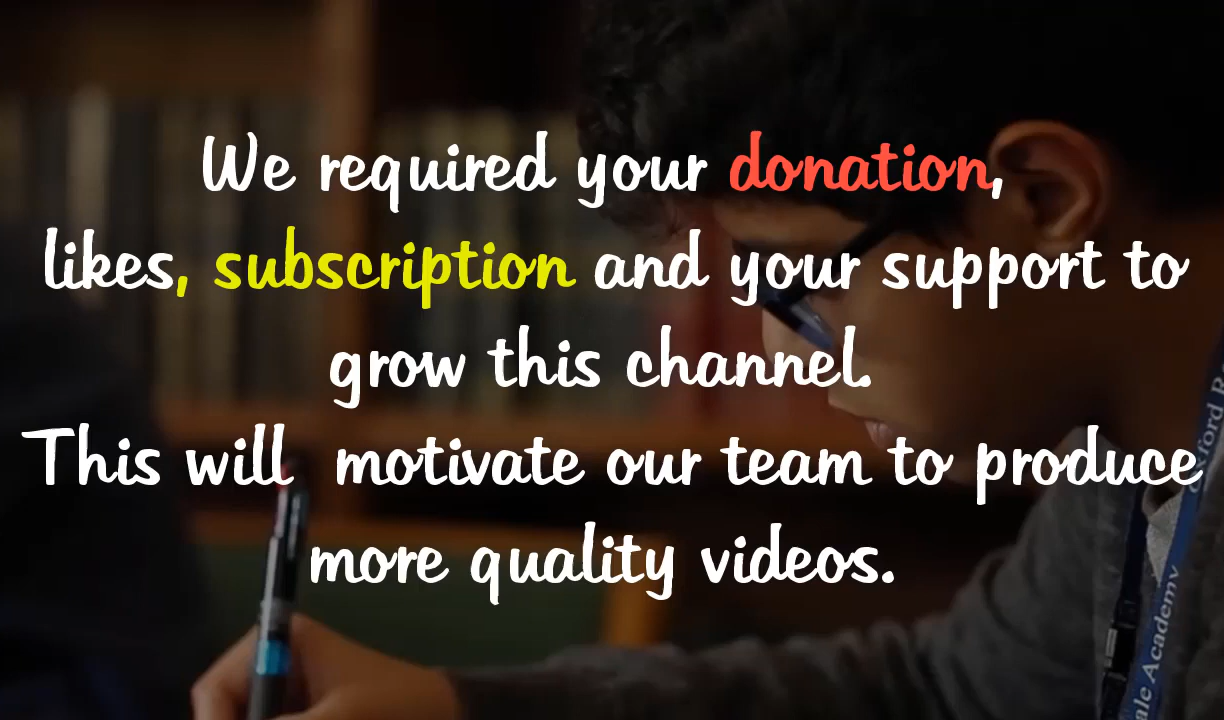 We required your donation,
likes, subscription and your support to
grow this channel.
This will motivate our team to produce
more quality videos.
Academy